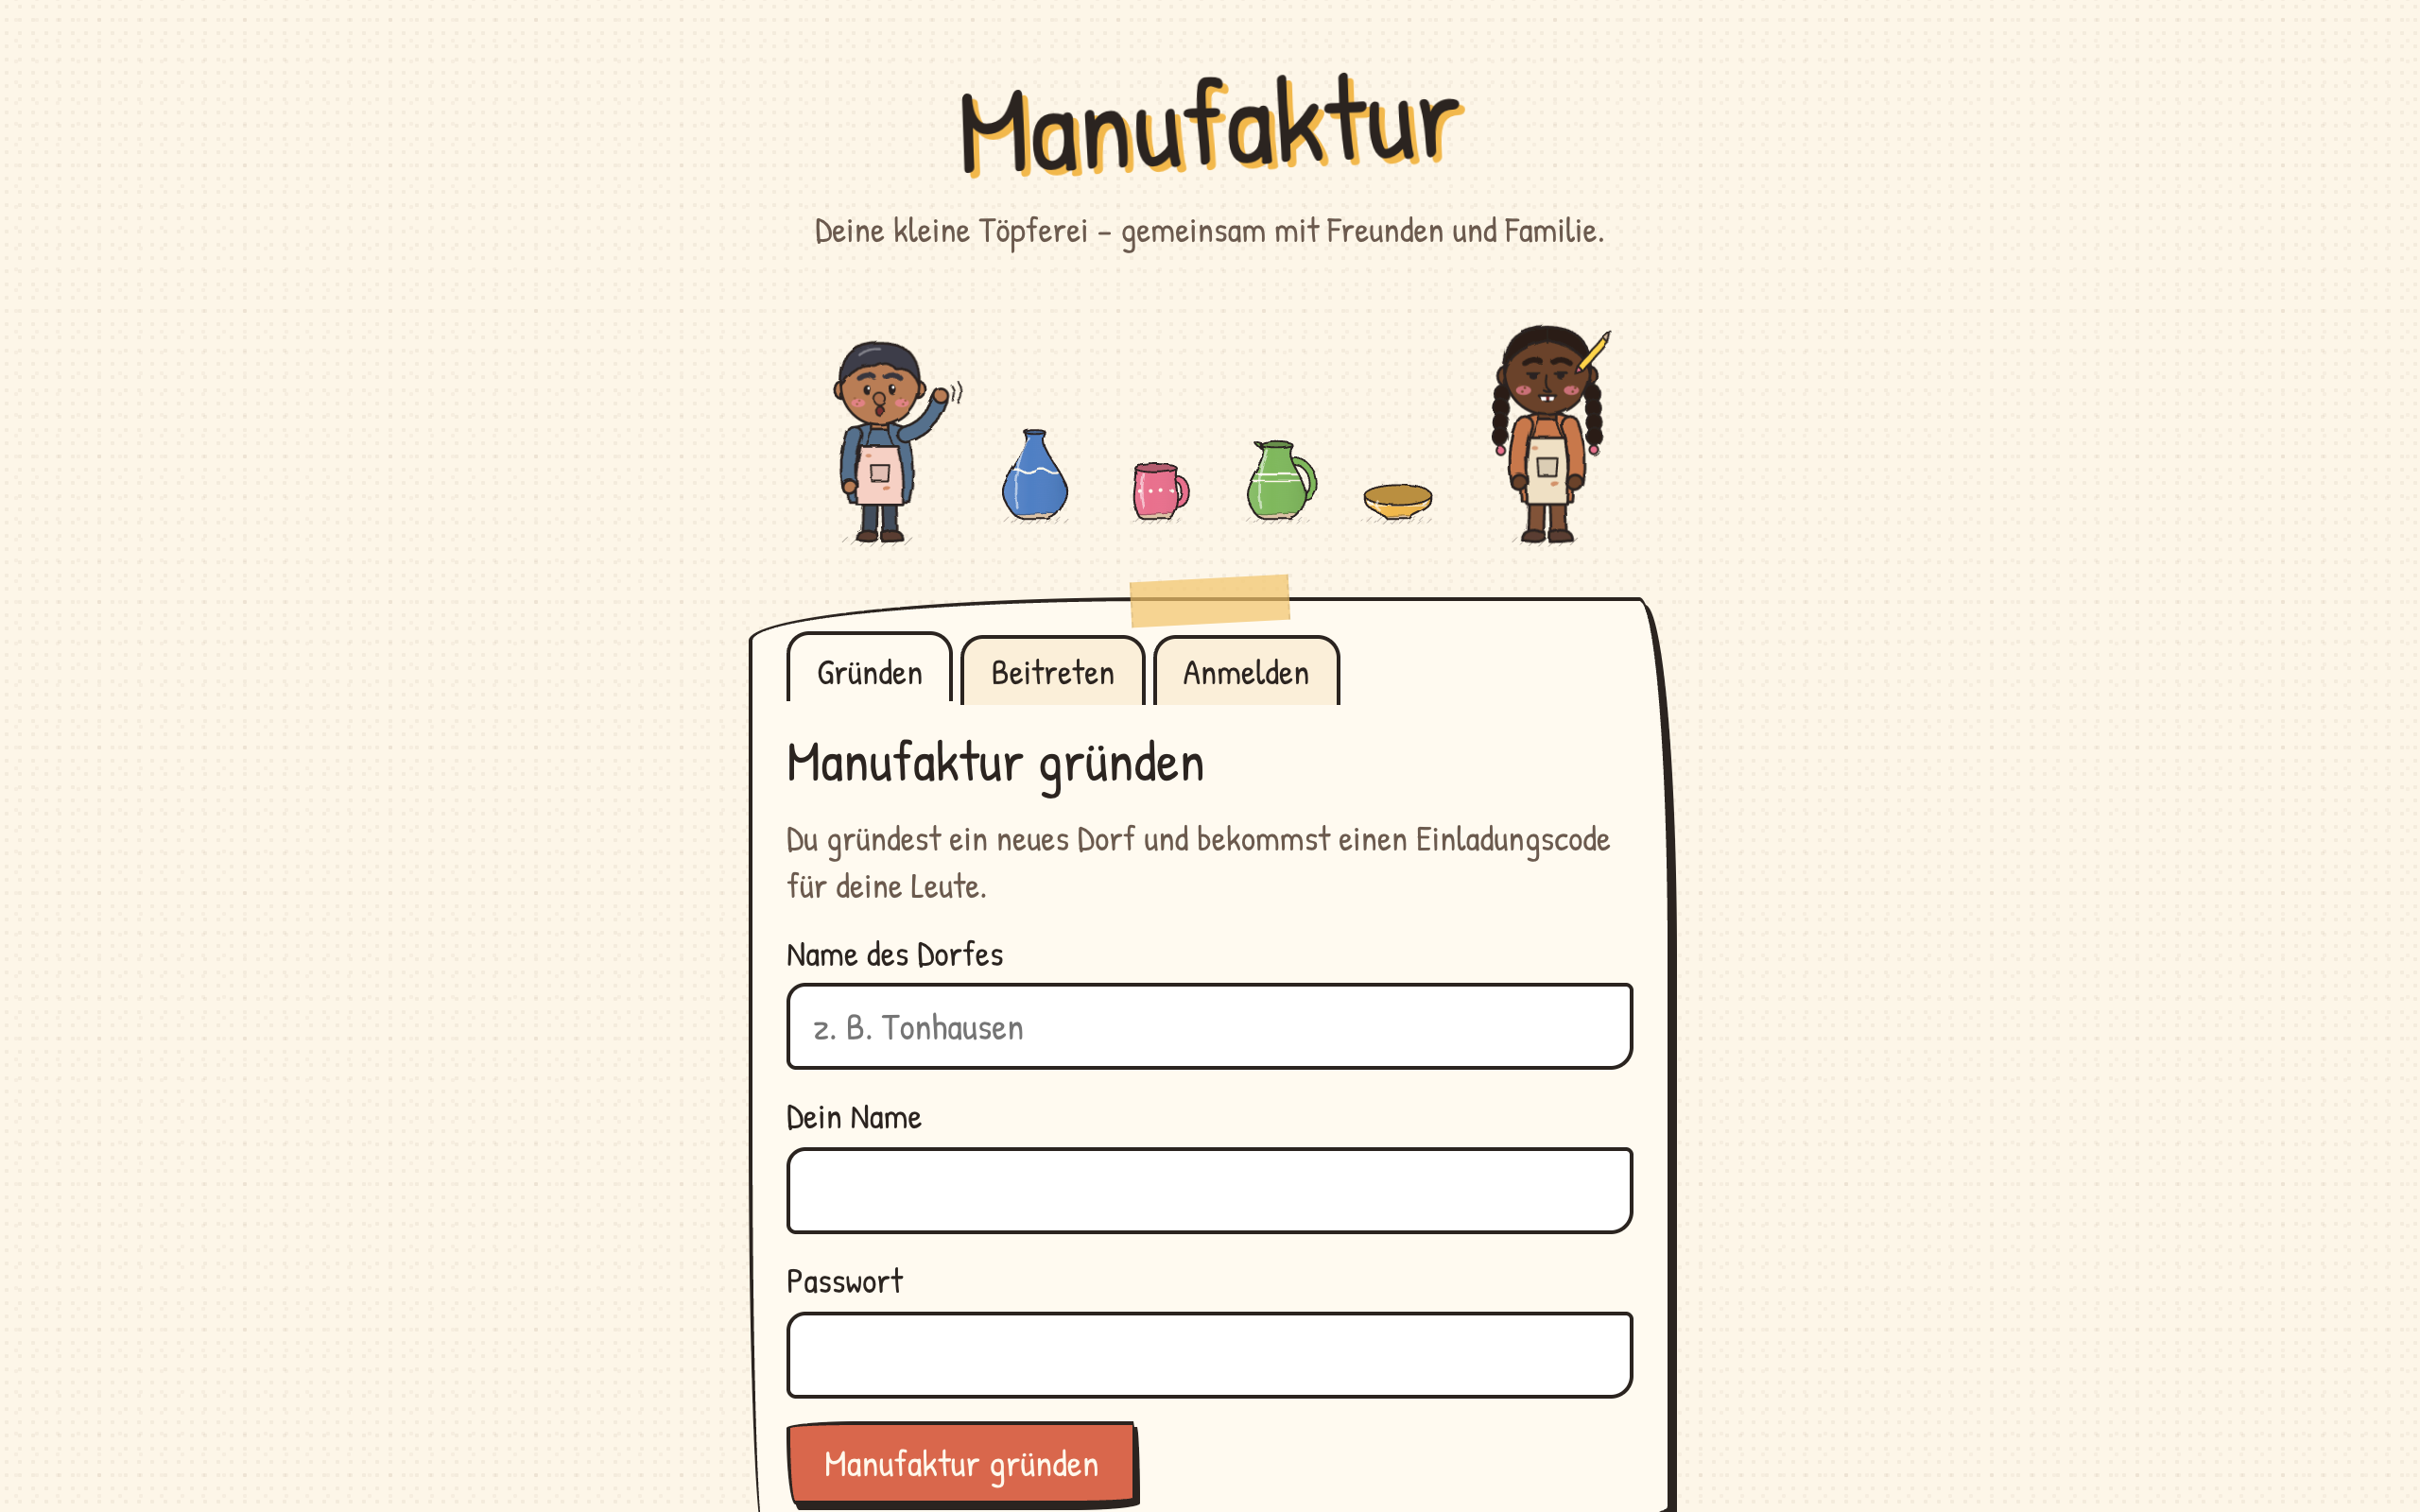 Manufaktur
Deine kleine Töpferei – gemeinsam mit Freunden und Familie.
Gründen
Beitreten
Anmelden
Manufaktur gründen
Du gründest ein neues Dorf und bekommst einen Einladungscode
für deine Leute.
Name des Dorfes
z. B. Tonhausen
Dein Name
Passwort
Manufaktur gründen